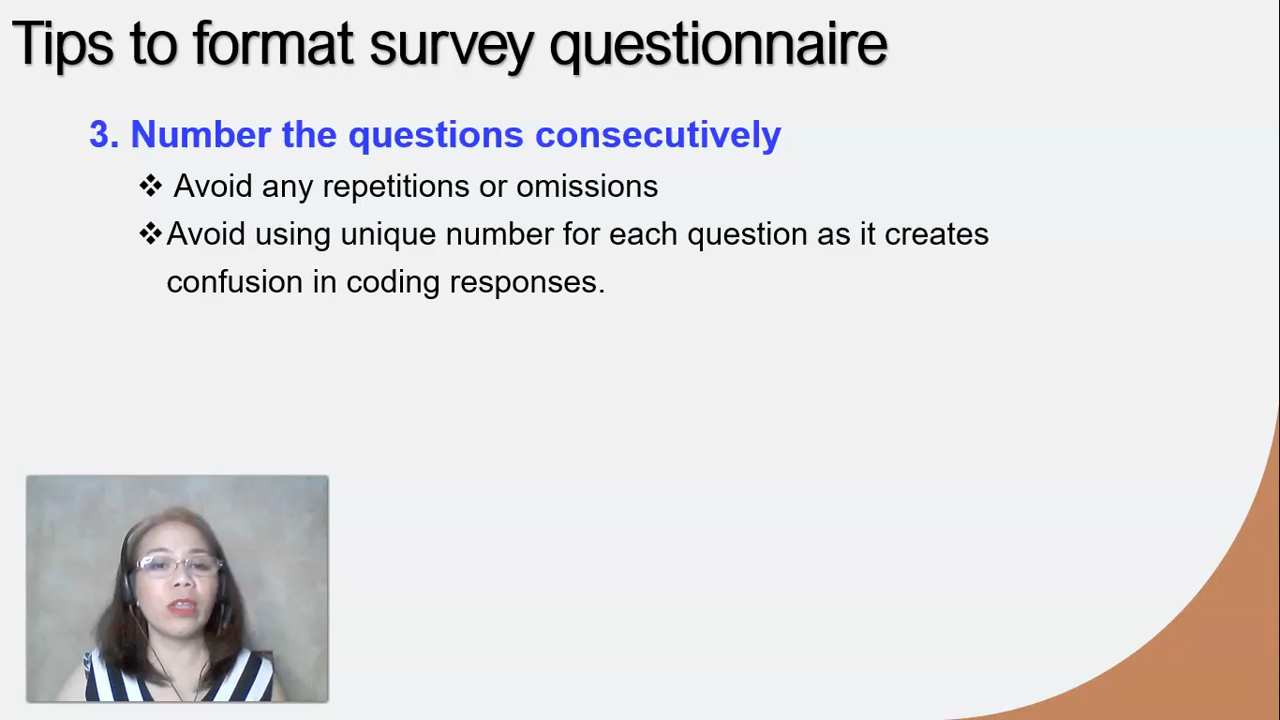 Tips to format survey questionnaire
3. Number the questions consecutively
❖ Avoid any repetitions or omissions
❖Avoid using unique number for each question as it creates
confusion in coding responses.